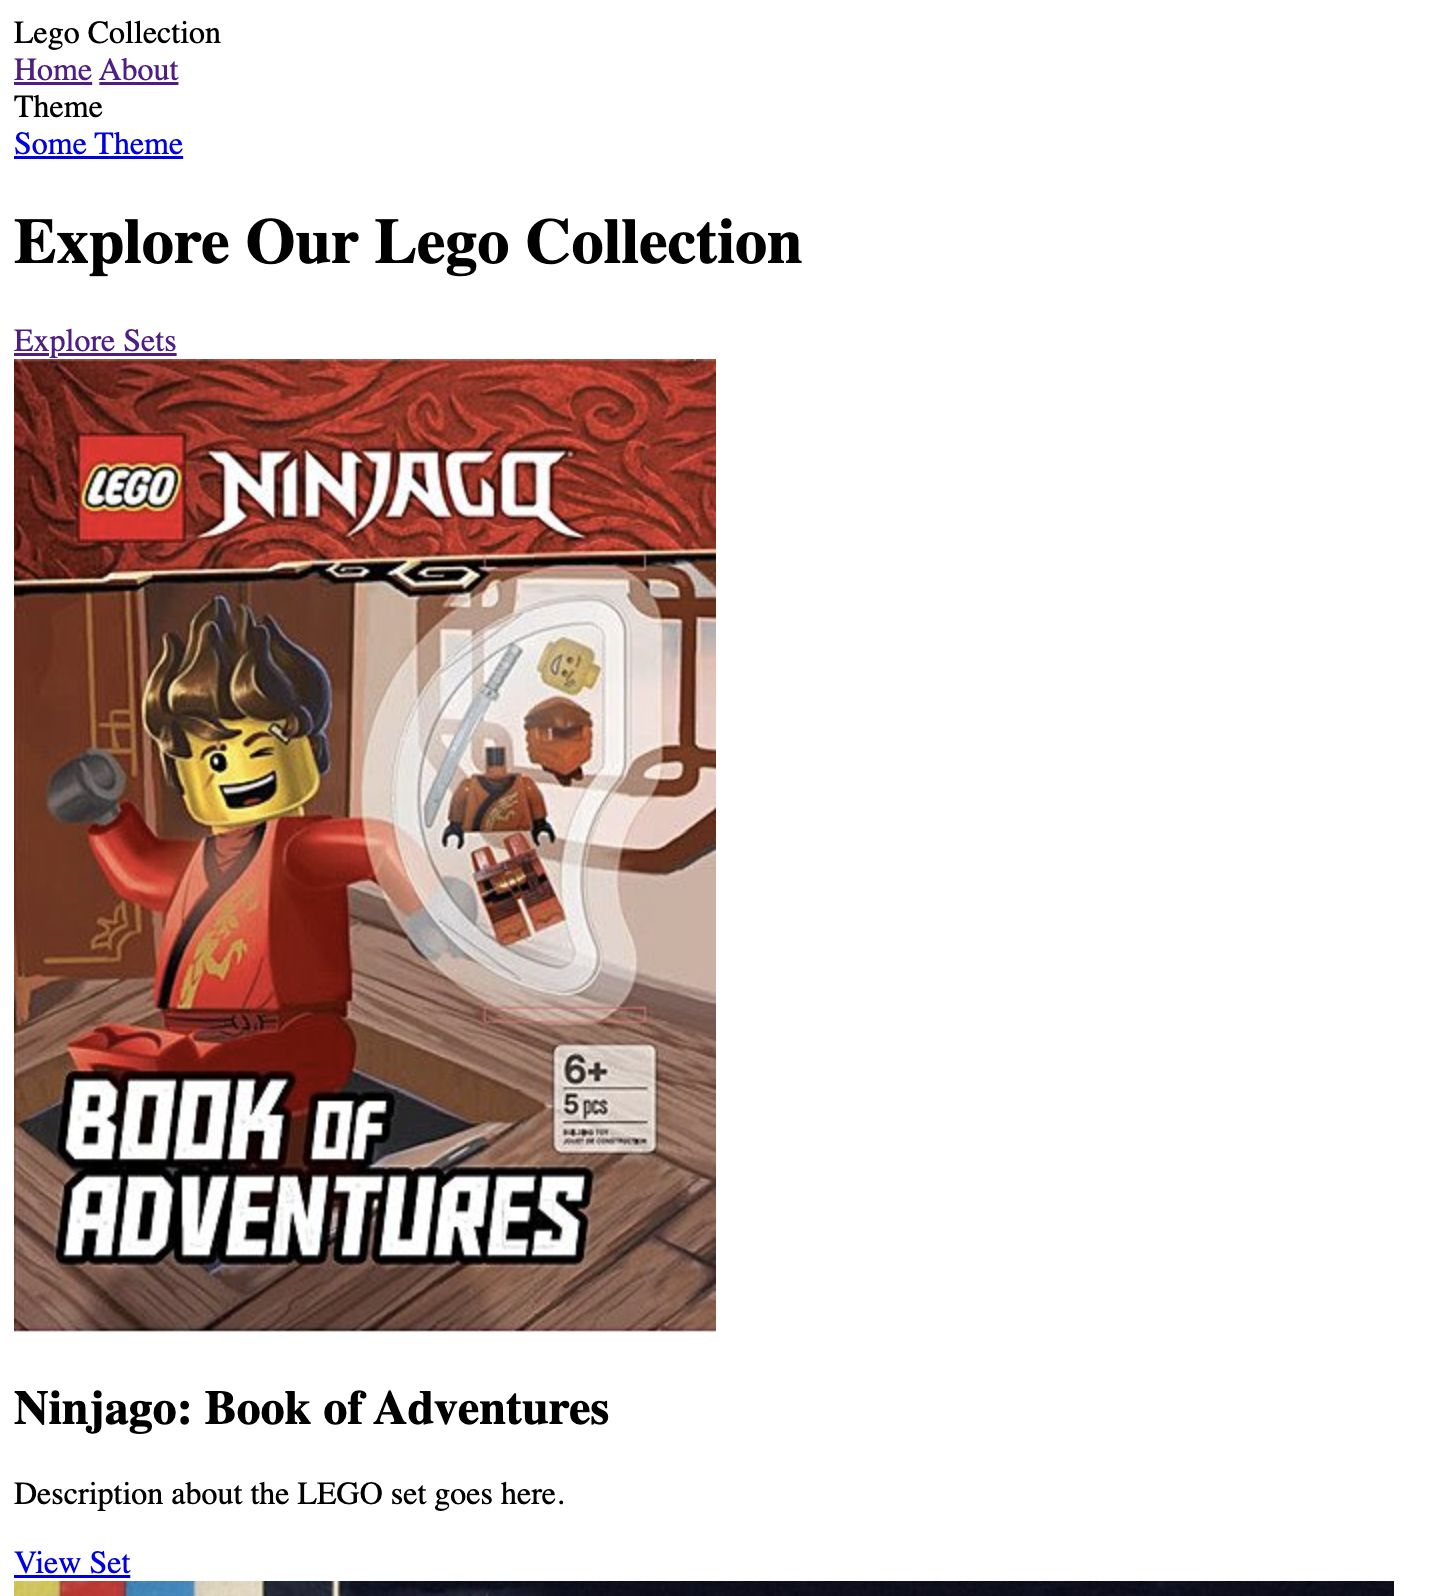 Lego Collection
Home About
Theme
Some Theme
Explore Our Lego Collection
Explore Sets
LEGO NINJAGO
6+
5 pcs
BOOK OF
ADVENTURES
Ninjago: Book of Adventures
Description about the LEGO set goes here.
View Set